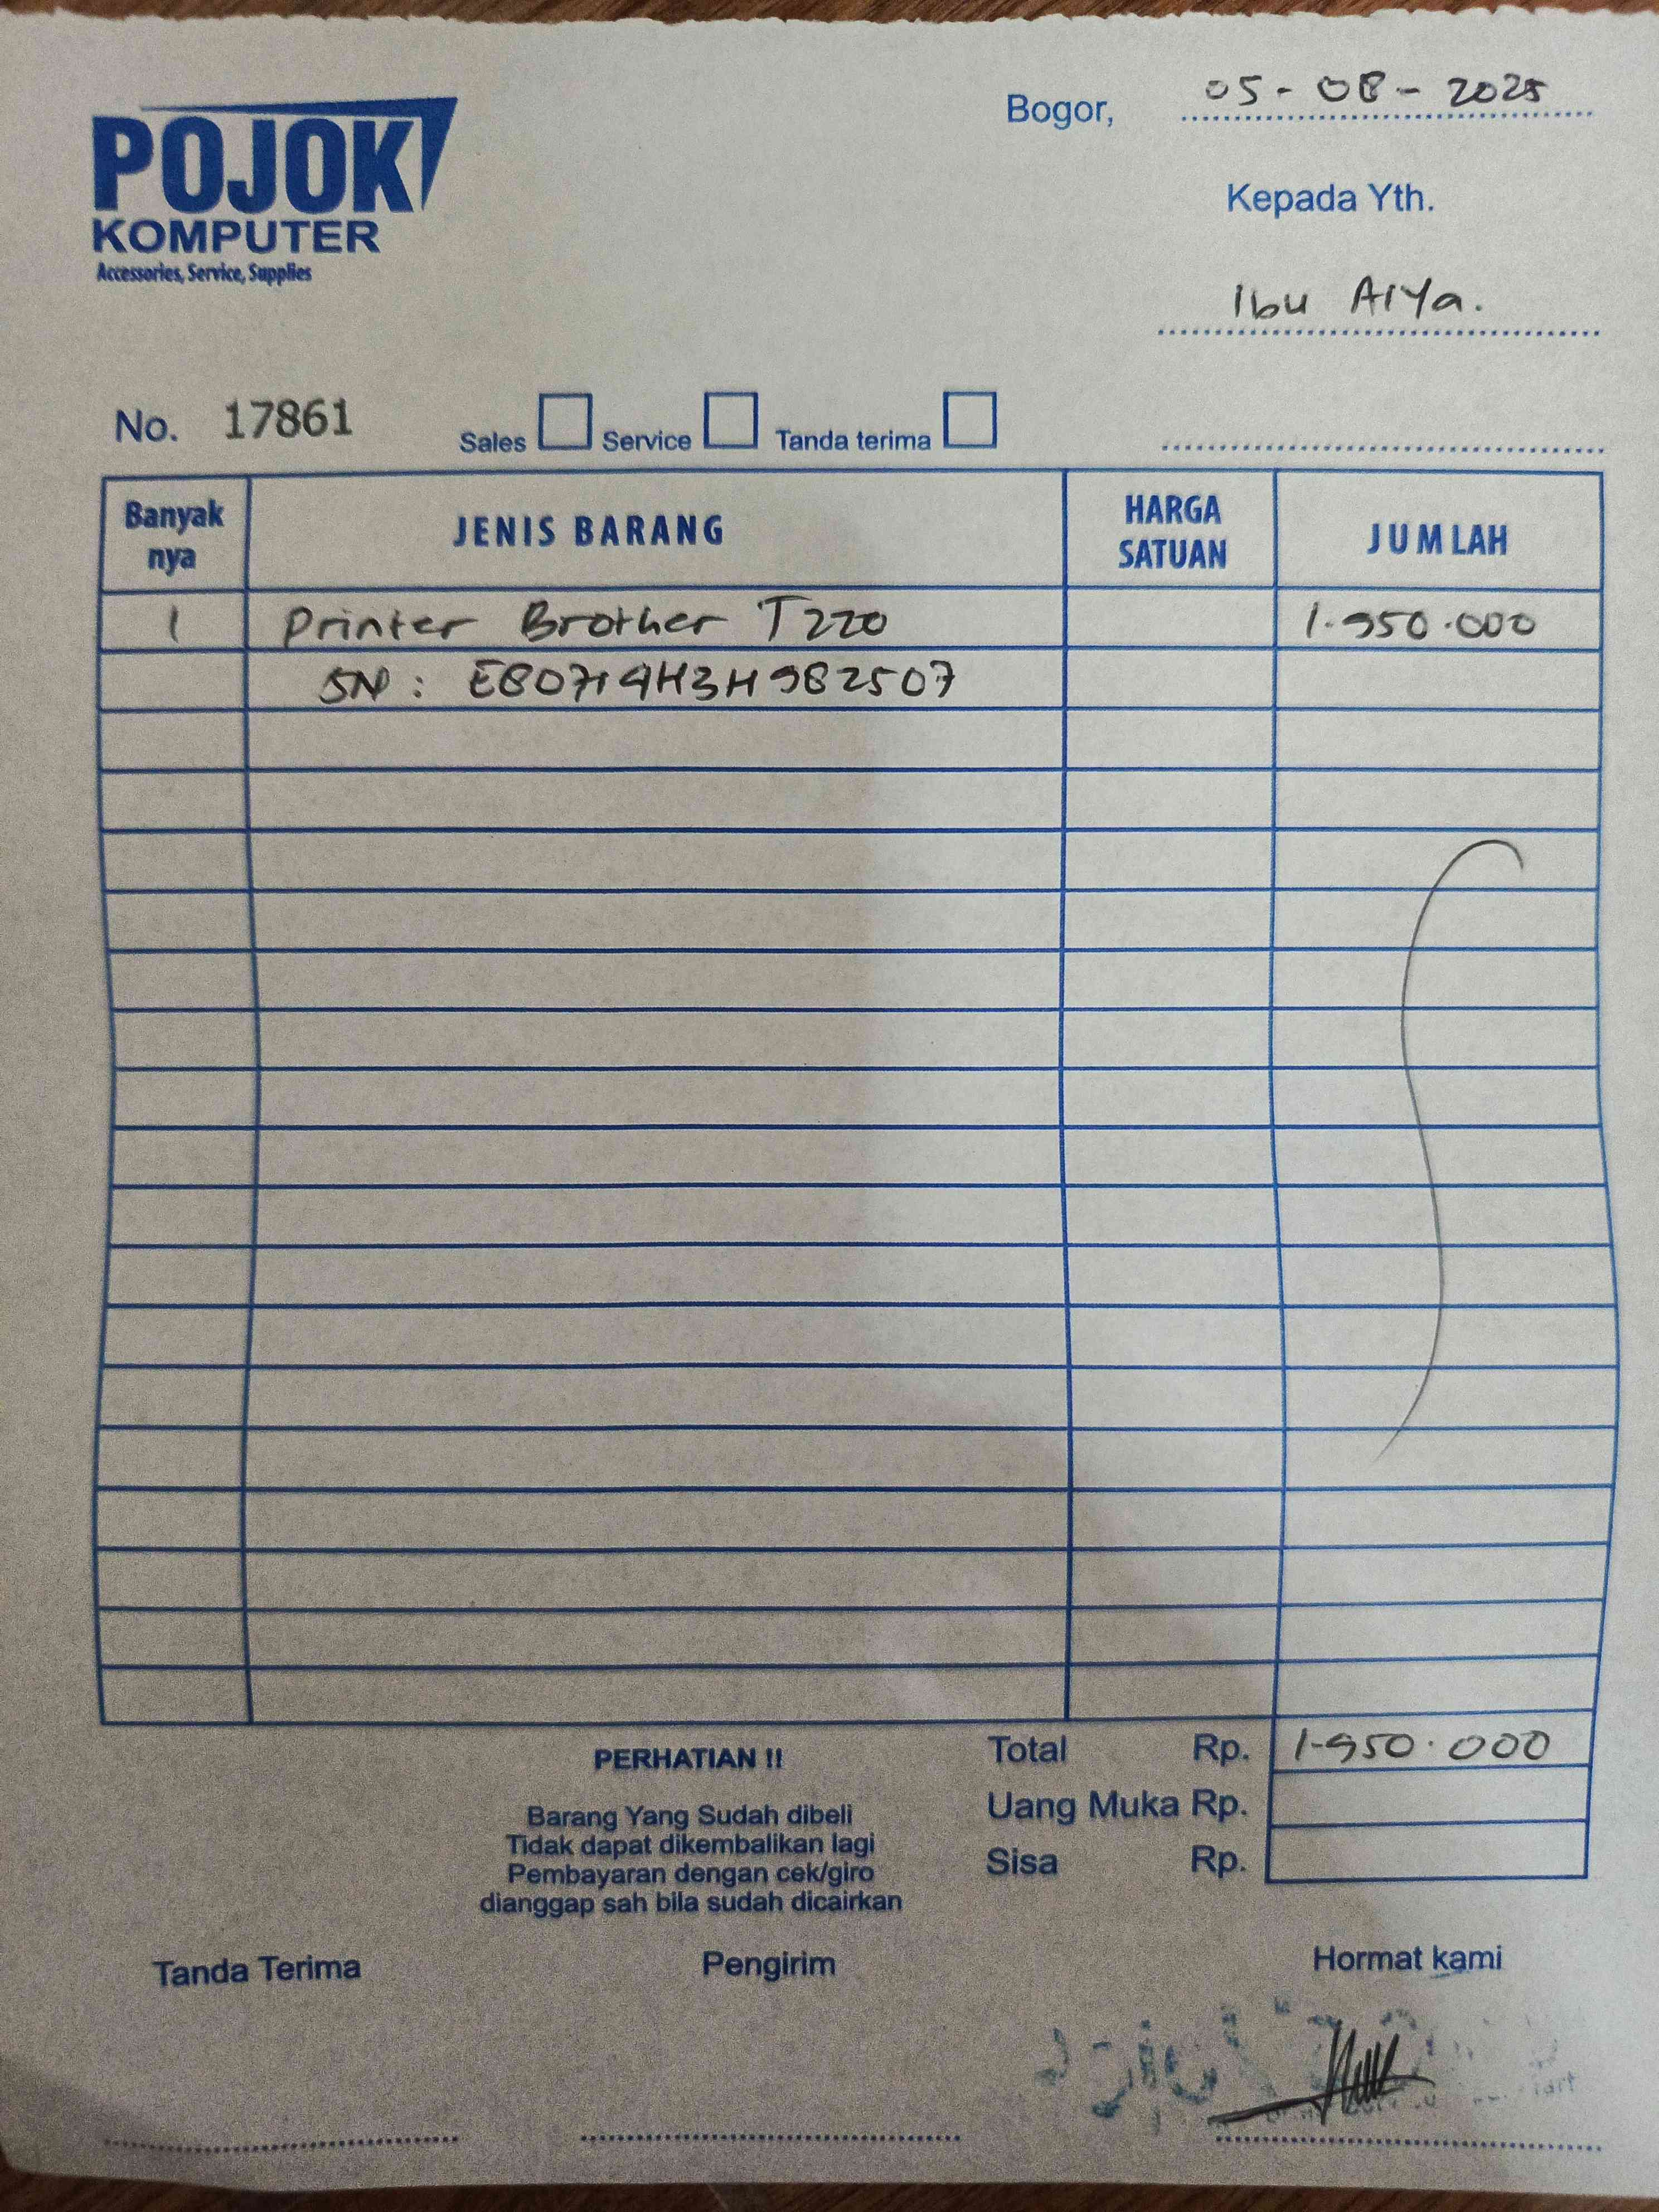 POJOK
KOMPUTER
Accessories, Service, Supplies
Bogor, 05-08-2025
Kepada Yth.
Ibu Arya.
No. 17861 Sales Service Tanda terima
Banyak nya JENIS BARANG HARGA SATUAN JUMLAH
1 Printer Brother T220 1.950.000
SN : E80714H3H982507
Total Rp. 1.950.000
Uang Muka Rp.
Sisa Rp.
PERHATIAN !!
Barang Yang Sudah dibeli
Tidak dapat dikembalikan lagi
Pembayaran dengan cek/giro
dianggap sah bila sudah dicairkan
Tanda Terima Pengirim Hormat kami